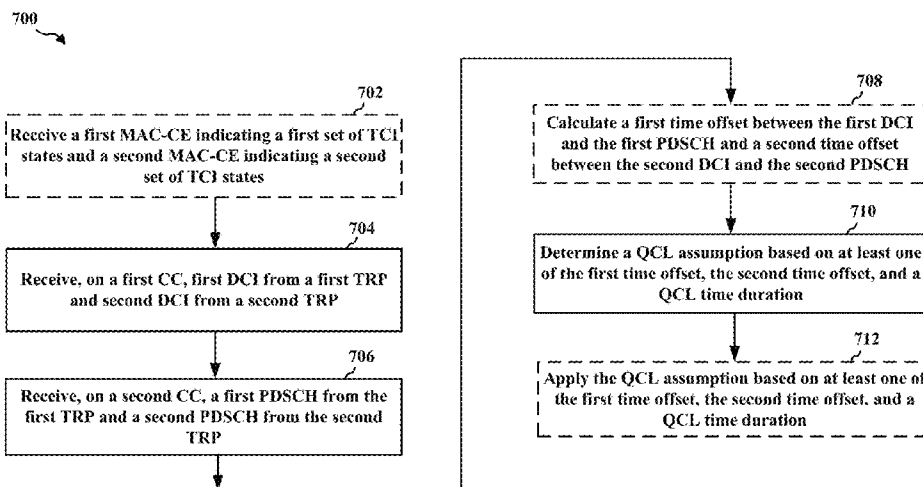 700
702
Receive a first MAC-CE indicating a first set of TCI
states and a second MAC-CE indicating a second
set of TCI states
704
Receive, on a first CC, first DCI from a first TRP
and second DCI from a second TRP
706
Receive, on a second CC, a first PDSCH from the
first TRP and a second PDSCH from the second
TRP
708
Calculate a first time offset between the first DCI
and the first PDSCH and a second time offset
between the second DCI and the second PDSCH
710
Determine a QCL assumption based on at least one
of the first time offset, the second time offset, and a
QCL time duration
712
Apply the QCL assumption based on at least one of
the first time offset, the second time offset, and a
QCL time duration